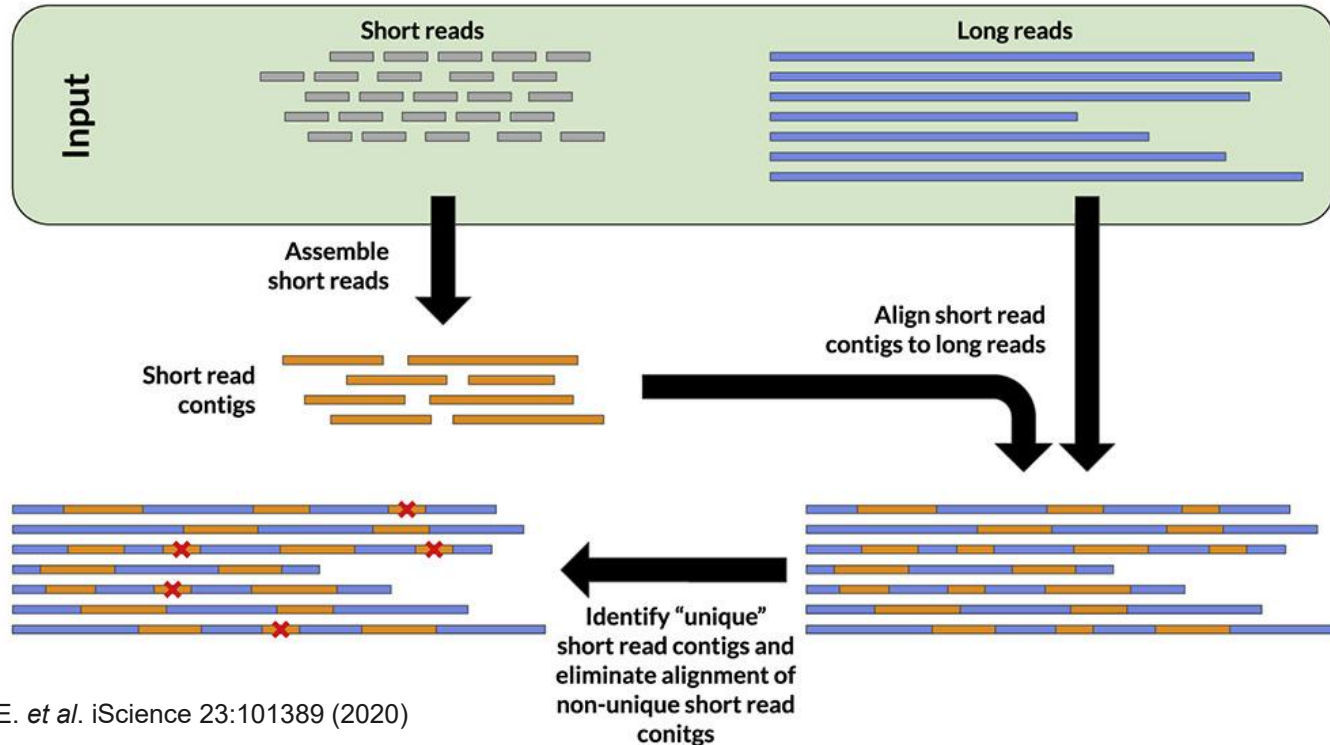 Input
Short reads
Long reads
Assemble
short reads
Align short read
contigs to long reads
Short read
contigs
Identify “unique”
short read contigs and
eliminate alignment of
non-unique short read
conitgs
E. et al. iScience 23:101389 (2020)